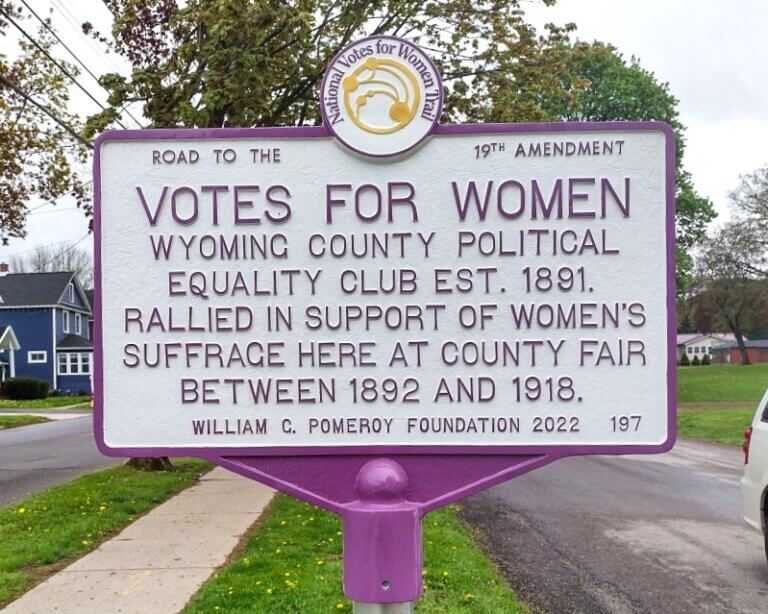 National Votes for Women Trail
ROAD TO THE 19TH AMENDMENT
VOTES FOR WOMEN
WYOMING COUNTY POLITICAL
EQUALITY CLUB EST. 1891.
RALLIED IN SUPPORT OF WOMEN'S
SUFFRAGE HERE AT COUNTY FAIR
BETWEEN 1892 AND 1918.
WILLIAM G. POMEROY FOUNDATION 2022 197